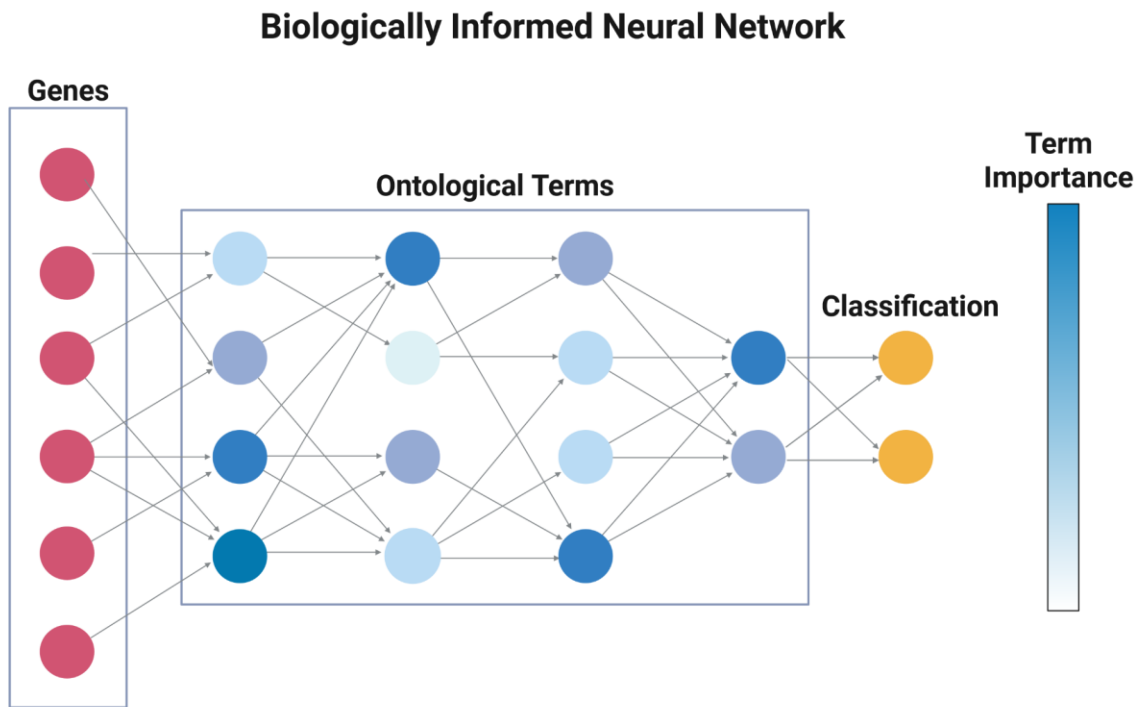 Biologically Informed Neural Network
Genes
Ontological Terms
Classification
Term
Importance